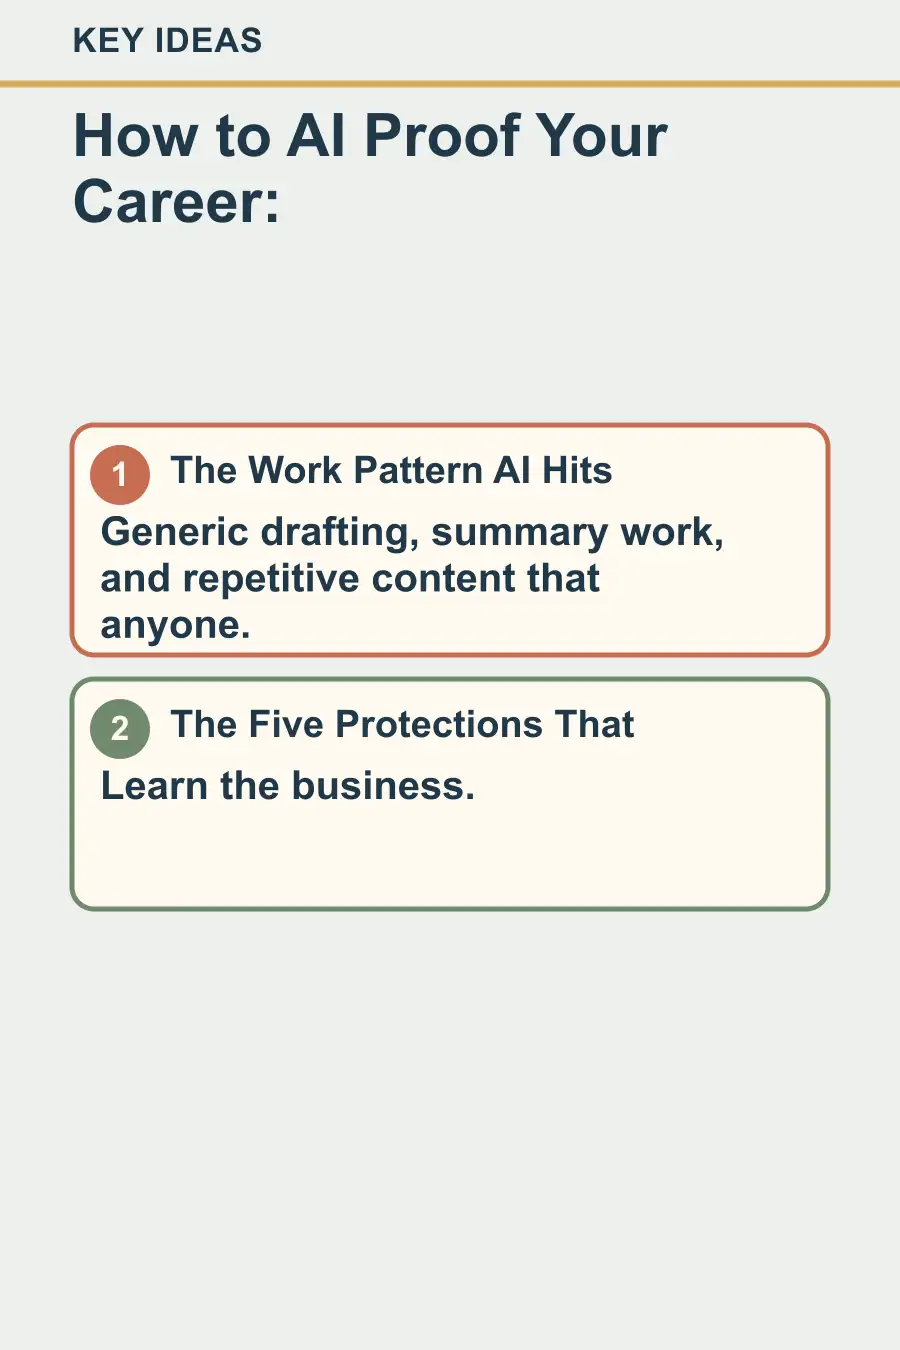 KEY IDEAS
How to AI Proof Your
Career:
1 The Work Pattern AI Hits
Generic drafting, summary work,
and repetitive content that
anyone.
2 The Five Protections That
Learn the business.